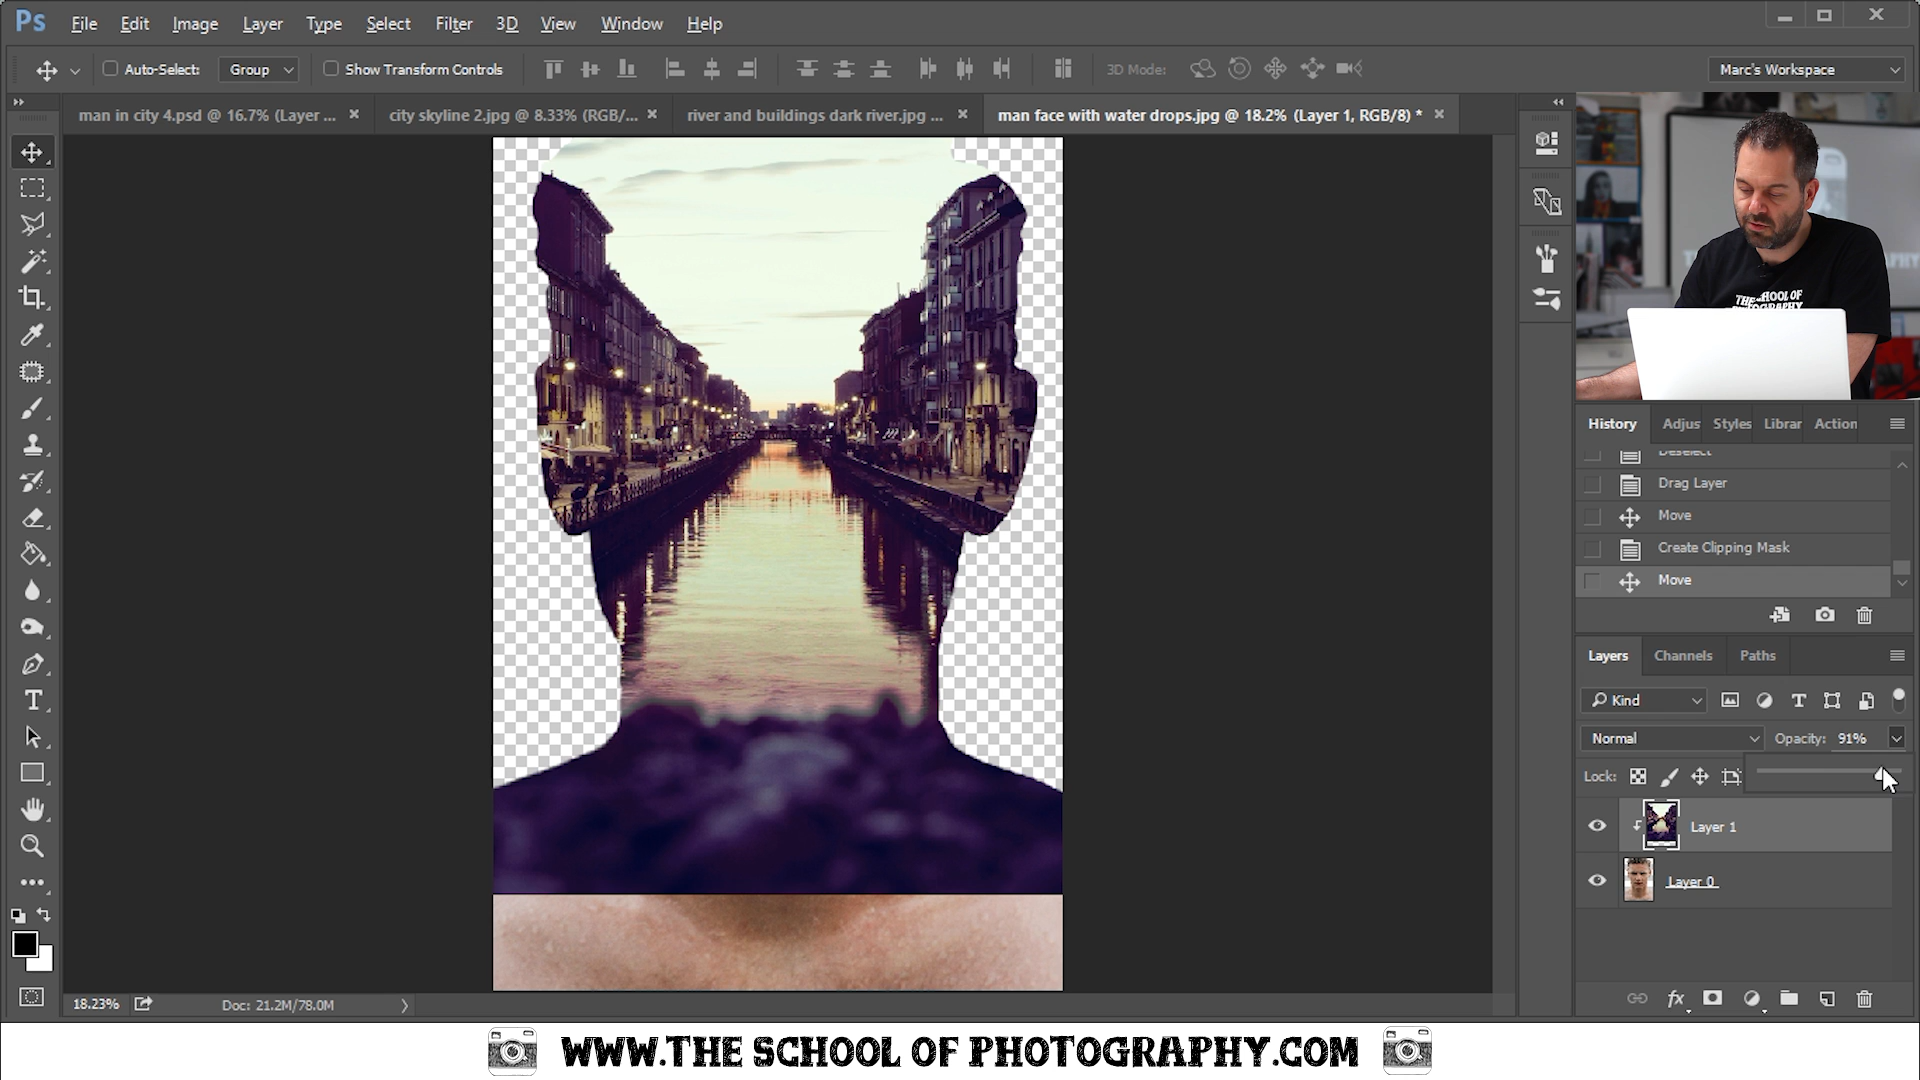 Ps File Edit Image Layer Type Select Filter 3D View Window Help
Auto-Select: Group Show Transform Controls 3D Mode: Marc's Workspace
man in city 4.psd @ 16.7% (Layer ... city skyline 2.jpg @ 8.33% (RGB/... river and buildings dark river.jpg ... man face with water drops.jpg @ 18.2% (Layer 1, RGB/8) *
THE SCHOOL OF
PHOTOGRAPHY
History Adjus Styles Librar Action
Deselect
Drag Layer
Move
Create Clipping Mask
Move
Layers Channels Paths
Kind
Normal Opacity: 91%
Lock:
Layer 1
Layer 0
18.23% Doc: 21.2M/78.0M
WWW.THE SCHOOL OF PHOTOGRAPHY.COM